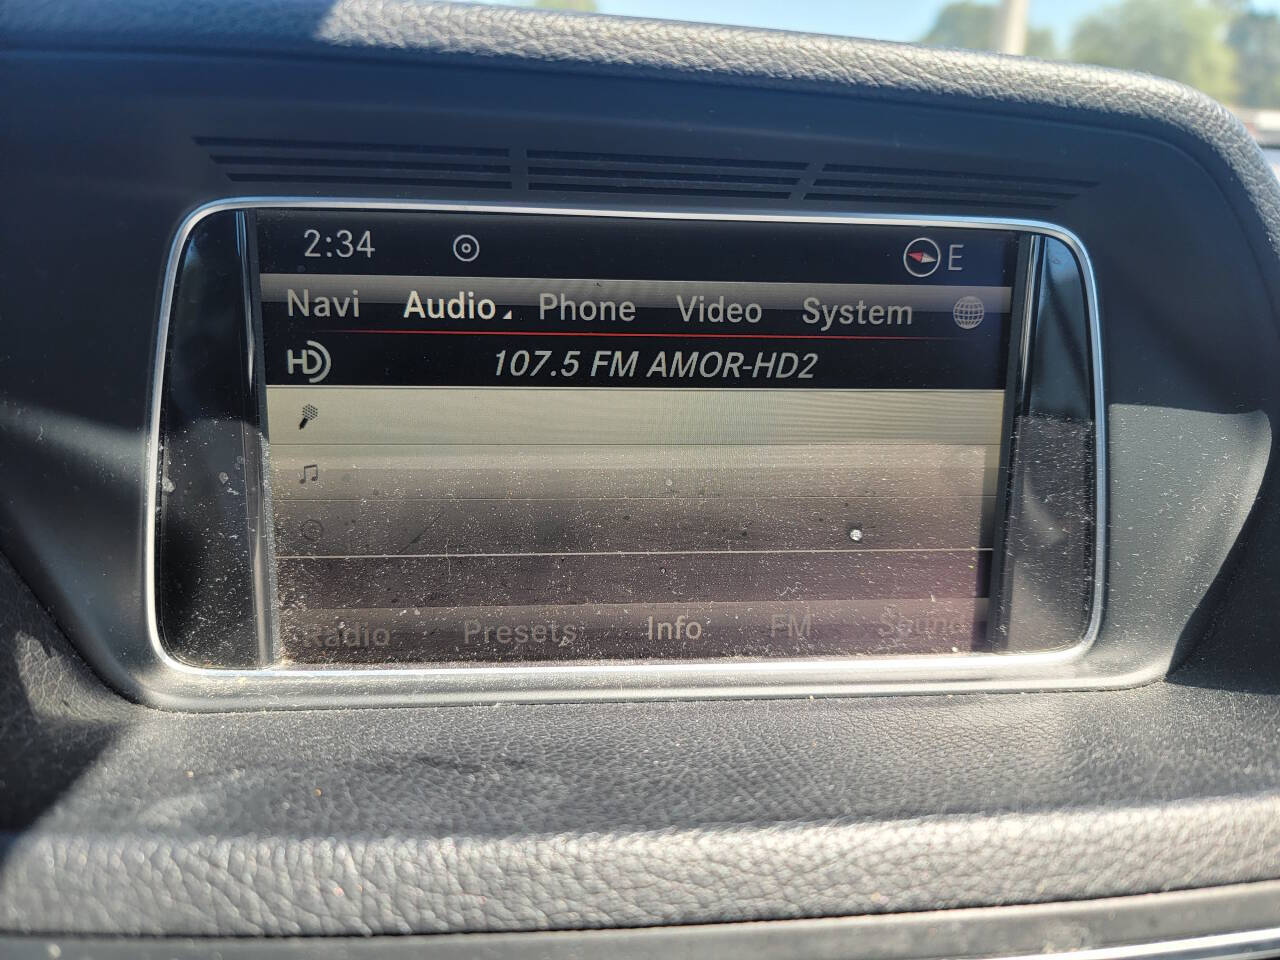 2:34 E
Navi Audio Phone Video System
HD 107.5 FM AMOR-HD2
Radio Presets Info FM Sound